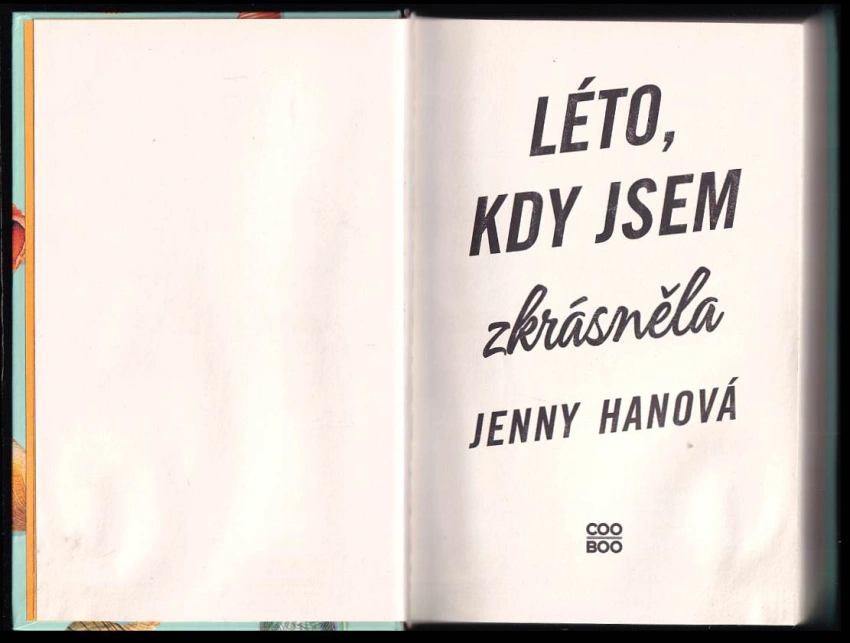 LÉTO,
KDY JSEM
zkrásněla
JENNY HANOVÁ
COO
BOO